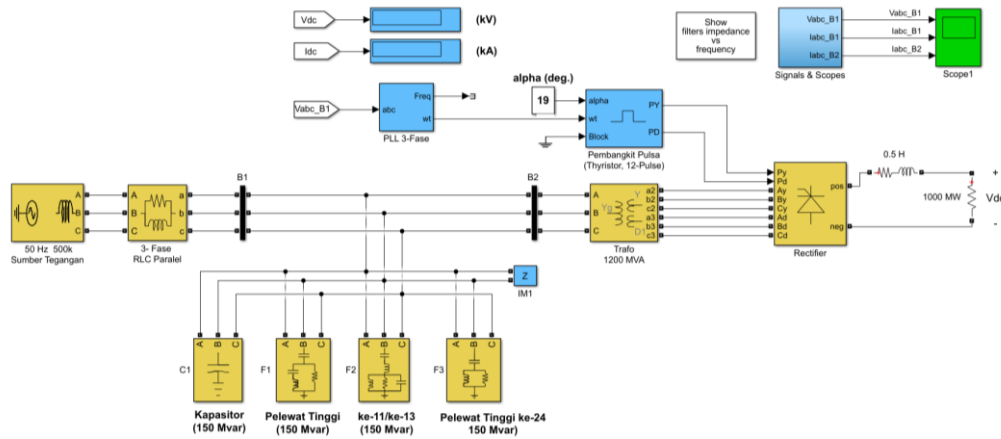 Vdc
(kV)
Idc
(kA)
Show
filters impedance
vs
frequency
Vabc_B1
Iabc_B1
Iabc_B2
Signals & Scopes
Vabc_B1
Iabc_B1
Iabc_B2
Scope1
Vabc_B1
abc
Freq
wt
PLL 3-Fase
alpha (deg.)
19
alpha
wt
Block
PY
PD
Pembangkit Pulsa
(Thyristor, 12-Pulse)
A
B
C
50 Hz 500k
Sumber Tegangan
A
B
C
a
b
c
3- Fase
RLC Paralel
B1
B2
A
B
C
Yg
Y
D1
a2
b2
c2
a3
b3
c3
Trafo
1200 MVA
Py
Pd
Ay
By
Cy
Ad
Bd
Cd
pos
neg
Rectifier
0.5 H
1000 MW
+
Vdc
-
Z
IM1
A
B
C
C1
Kapasitor
(150 Mvar)
A
B
C
F1
Pelewat Tinggi
(150 Mvar)
A
B
C
F2
ke-11/ke-13
(150 Mvar)
A
B
C
F3
Pelewat Tinggi ke-24
150 Mvar)